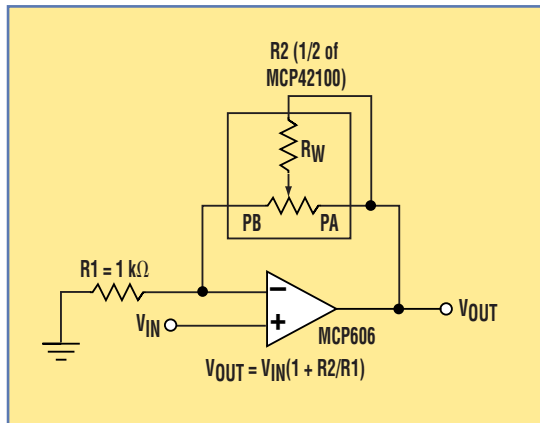 R2 (1/2 of
MCP42100)
RW
PB PA
R1 = 1 kΩ
−
+
VIN
MCP606
VOUT
VOUT = VIN(1 + R2/R1)